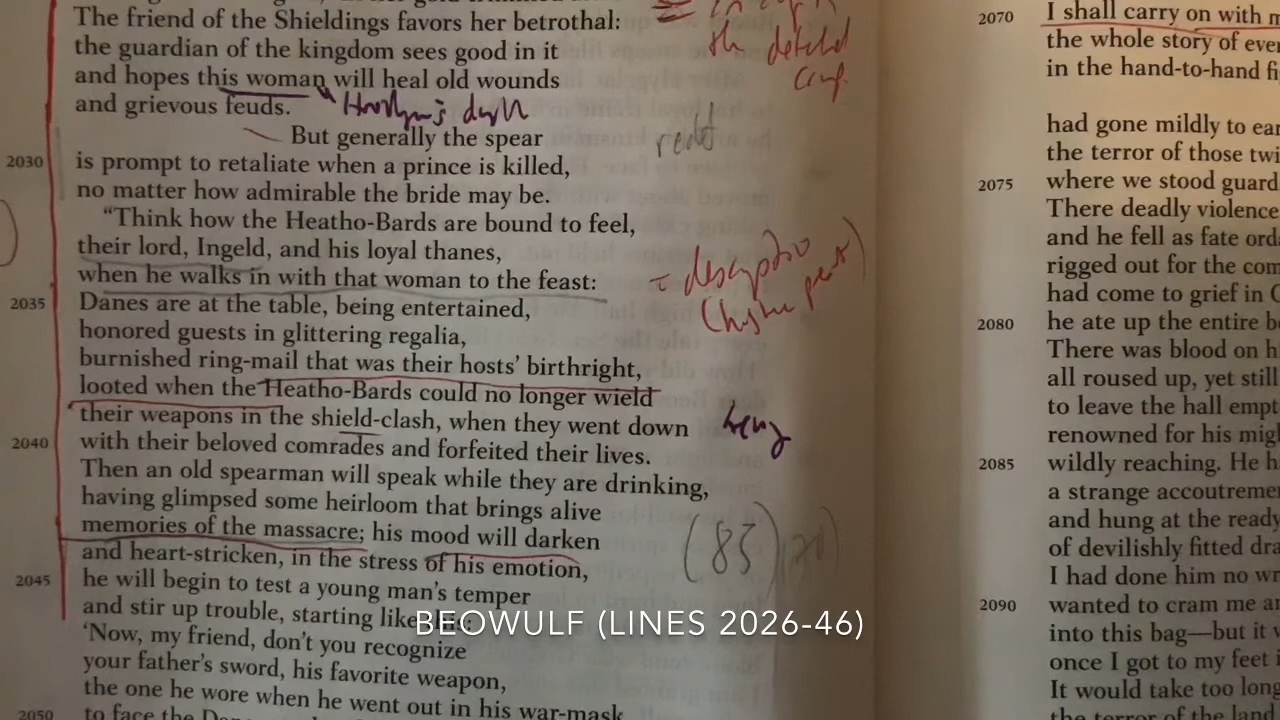 The friend of the Shieldings favors her betrothal:
the guardian of the kingdom sees good in it
and hopes this woman will heal old wounds
and grievous feuds.
But generally the spear
2030 is prompt to retaliate when a prince is killed,
no matter how admirable the bride may be.
“Think how the Heatho-Bards are bound to feel,
their lord, Ingeld, and his loyal thanes,
when he walks in with that woman to the feast:
2035 Danes are at the table, being entertained,
honored guests in glittering regalia,
burnished ring-mail that was their hosts’ birthright,
looted when the Heatho-Bards could no longer wield
their weapons in the shield-clash, when they went down
2040 with their beloved comrades and forfeited their lives.
Then an old spearman will speak while they are drinking,
having glimpsed some heirloom that brings alive
memories of the massacre; his mood will darken
and heart-stricken, in the stress of his emotion,
2045 he will begin to test a young man’s temper
and stir up trouble, starting like this:
‘Now, my friend, don’t you recognize
your father’s sword, his favorite weapon,
the one he wore when he went out in his war-mask
2050 to face the Danes
(83)
2070 I shall carry on with
the whole story of
in the hand-to-hand
had gone mildly to
the terror of those
2075 where we stood guard
There deadly violence
and he fell as fate
rigged out for the
had come to grief in
2080 he ate up the entire
There was blood on
all roused up, yet still
to leave the hall
renowned for his
2085 wildly reaching. He
a strange
and hung at the ready
of devilishly fitted
I had done him no
2090 wanted to cram me
into this bag—but it
once I got to my feet
It would take too long
the terror of the land
BEOWULF (LINES 2026-46)